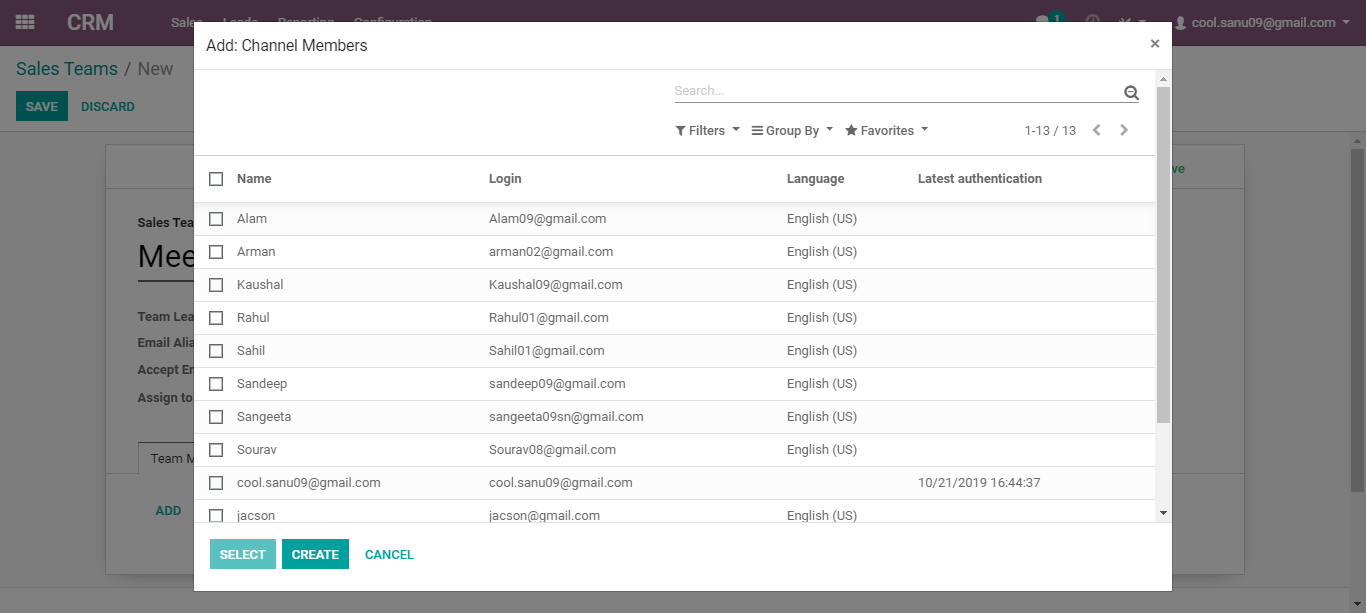 CRM Sales Leads Reporting Configuration 1 cool.sanu09@gmail.com
Add: Channel Members ×
Sales Teams / New
SAVE DISCARD
Search...
Filters Group By Favorites 1-13 / 13
Name Login Language Latest authentication
Alam Alam09@gmail.com English (US)
Arman arman02@gmail.com English (US)
Kaushal Kaushal09@gmail.com English (US)
Rahul Rahul01@gmail.com English (US)
Sahil Sahil01@gmail.com English (US)
Sandeep sandeep09@gmail.com English (US)
Sangeeta sangeeta09sn@gmail.com English (US)
Sourav Sourav08@gmail.com English (US)
cool.sanu09@gmail.com cool.sanu09@gmail.com 10/21/2019 16:44:37
jacson jacson@gmail.com English (US)
Sales Tea
Mee
Team Lea
Email Alia
Accept En
Assign to
Team M
ADD
SELECT CREATE CANCEL